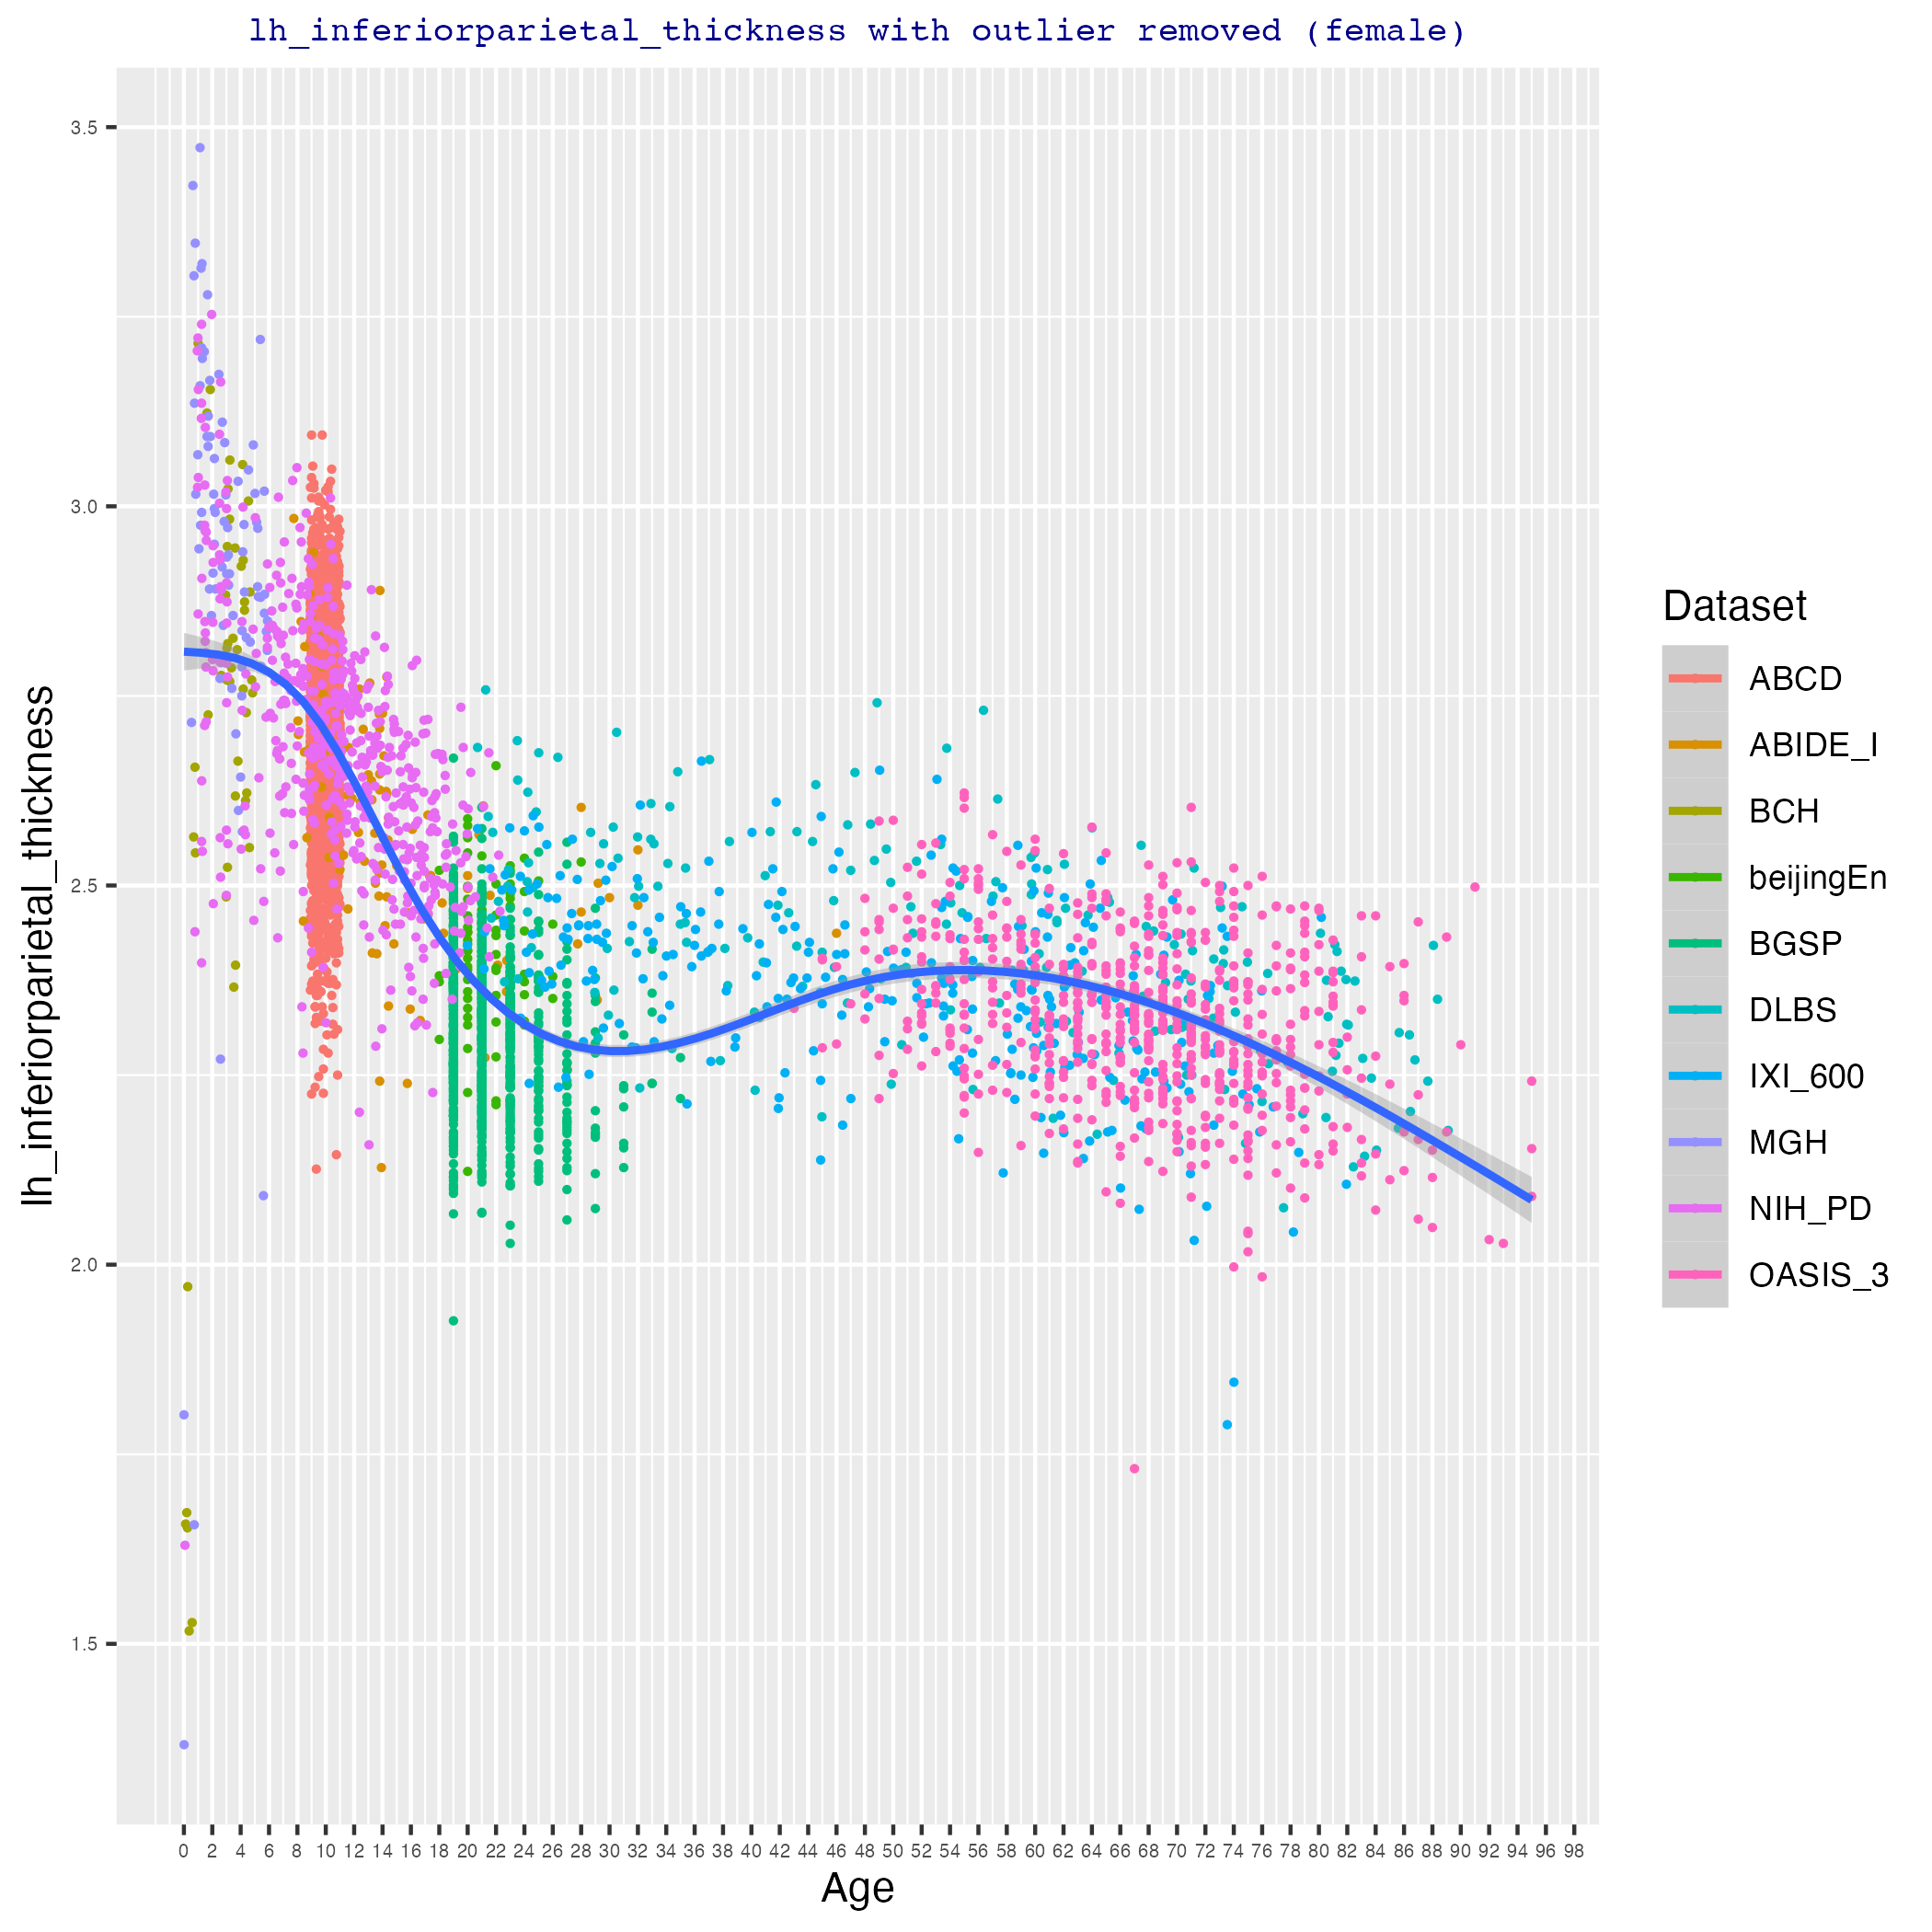 lh_inferiorparietal_thickness with outlier removed (female)
lh_inferiorparietal_thickness
3.5
3.0
2.5
2.0
1.5
0 2 4 6 8 10 12 14 16 18 20 22 24 26 28 30 32 34 36 38 40 42 44 46 48 50 52 54 56 58 60 62 64 66 68 70 72 74 76 78 80 82 84 86 88 90 92 94 96 98
Age
Dataset
ABCD
ABIDE_I
BCH
beijingEn
BGSP
DLBS
IXI_600
MGH
NIH_PD
OASIS_3